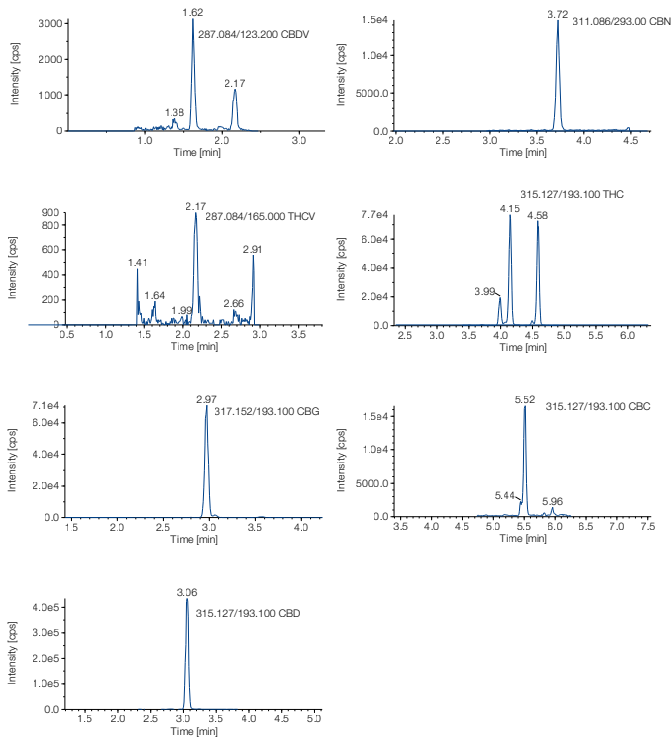 1.62
287.084/123.200 CBDV
3000
2000
1000
0
Intensity [cps]
1.38
2.17
1.0
2.0
3.0
Time [min]
3.72
311.086/293.00 CBN
1.5e4
1.0e4
5000.0
0.0
Intensity [cps]
2.0
2.5
3.0
3.5
4.0
4.5
Time [min]
2.17
287.084/165.000 THCV
900
800
600
400
200
0
Intensity [cps]
1.41
1.64
1.99
2.66
2.91
0.5
1.0
1.5
2.0
2.5
3.0
3.5
Time [min]
315.127/193.100 THC
7.7e4
6.0e4
4.0e4
2.0e4
0.0
Intensity [cps]
3.99
4.15
4.58
2.5
3.0
3.5
4.0
4.5
5.0
5.5
6.0
Time [min]
2.97
317.152/193.100 CBG
7.1e4
6.0e4
4.0e4
2.0e4
0.0
Intensity [cps]
1.5
2.0
2.5
3.0
3.5
4.0
Time [min]
5.52
315.127/193.100 CBC
1.5e4
1.0e4
5000.0
0.0
Intensity [cps]
5.44
5.96
3.5
4.0
4.5
5.0
5.5
6.0
6.5
7.0
7.5
Time [min]
3.06
315.127/193.100 CBD
4.0e5
3.0e5
2.0e5
1.0e5
0.0
Intensity [cps]
1.5
2.0
2.5
3.0
3.5
4.0
4.5
5.0
Time [min]